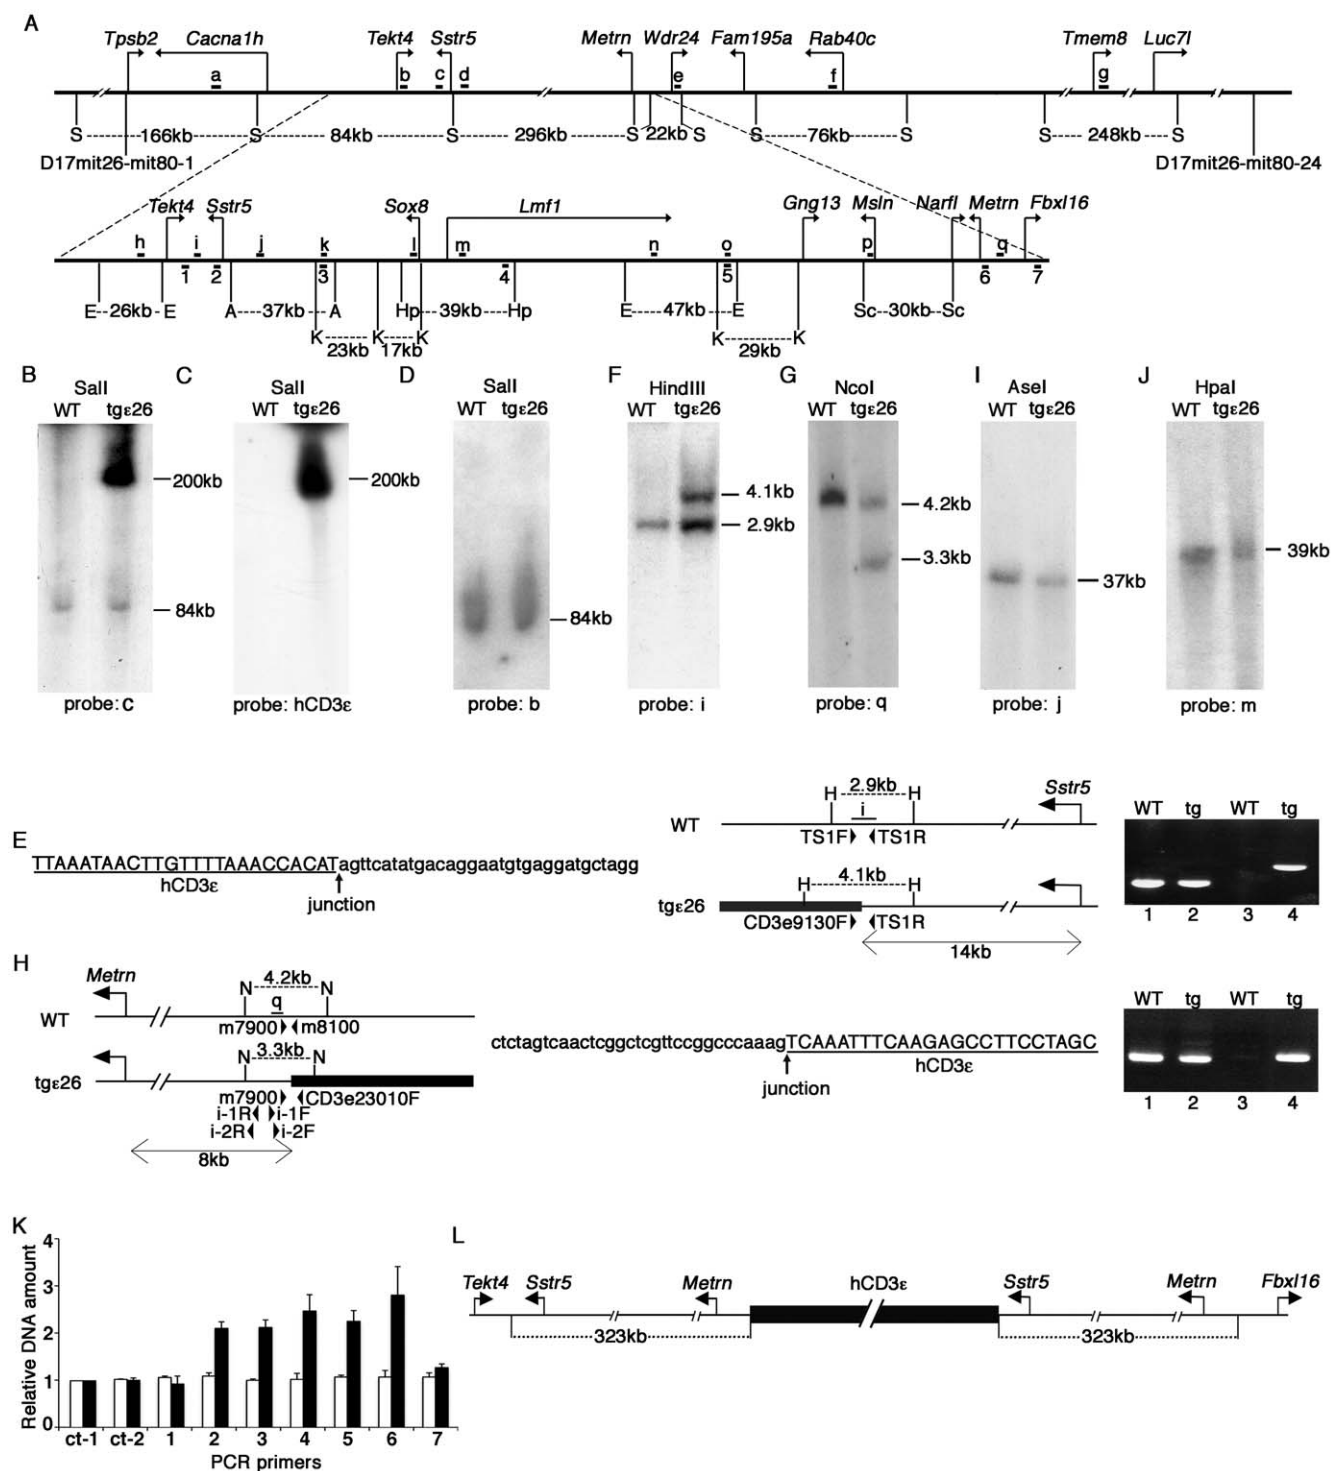 A
Tpsb2 Cacna1h Tekt4 Sstr5 Metrn Wdr24 Fam195a Rab40c Tmem8 Luc7l
a b c d e f g
S 166kb S 84kb S 296kb S 22kb S S 76kb S S 248kb S
D17mit26-mit80-1 D17mit26-mit80-24
Tekt4 Sstr5 Sox8 Lmf1 Gng13 Msln Narfl Metrn Fbxl16
h i j k l m n o p q
1 2 3 4 5 6 7
E 26kb E A 37kb A Hp 39kb Hp E 47kb E Sc 30kb Sc
K 23kb K 17kb K K 29kb K
B
SalI
WT tgε26
200kb
84kb
probe: c
C
SalI
WT tgε26
200kb
probe: hCD3ε
D
SalI
WT tgε26
84kb
probe: b
F
HindIII
WT tgε26
4.1kb
2.9kb
probe: i
G
NcoI
WT tgε26
4.2kb
3.3kb
probe: q
I
AseI
WT tgε26
37kb
probe: j
J
HpaI
WT tgε26
39kb
probe: m
E
TTAAATAACTTGTTTTAAACCACATagttcatatgacaggaatgtgaggatgctagg
hCD3ε
junction
2.9kb
H H Sstr5
i
WT
TS1F TS1R
4.1kb
H H
tgε26
CD3e9130F TS1R
14kb
WT tg WT tg
1 2 3 4
H
Metrn
4.2kb
N N
q
WT
m7900 m8100
3.3kb
N N
tgε26
m7900 CD3e23010F
i-1R i-1F
i-2R i-2F
8kb
ctctagtcaactcggctcgttccggcccaaagTCAAATTTCAAGAGCCTTCCTAGC
hCD3ε
junction
WT tg WT tg
1 2 3 4
K
Relative DNA amount
4
3
2
1
0
ct-1 ct-2 1 2 3 4 5 6 7
PCR primers
L
Tekt4 Sstr5 Metrn hCD3ε Sstr5 Metrn Fbxl16
323kb 323kb